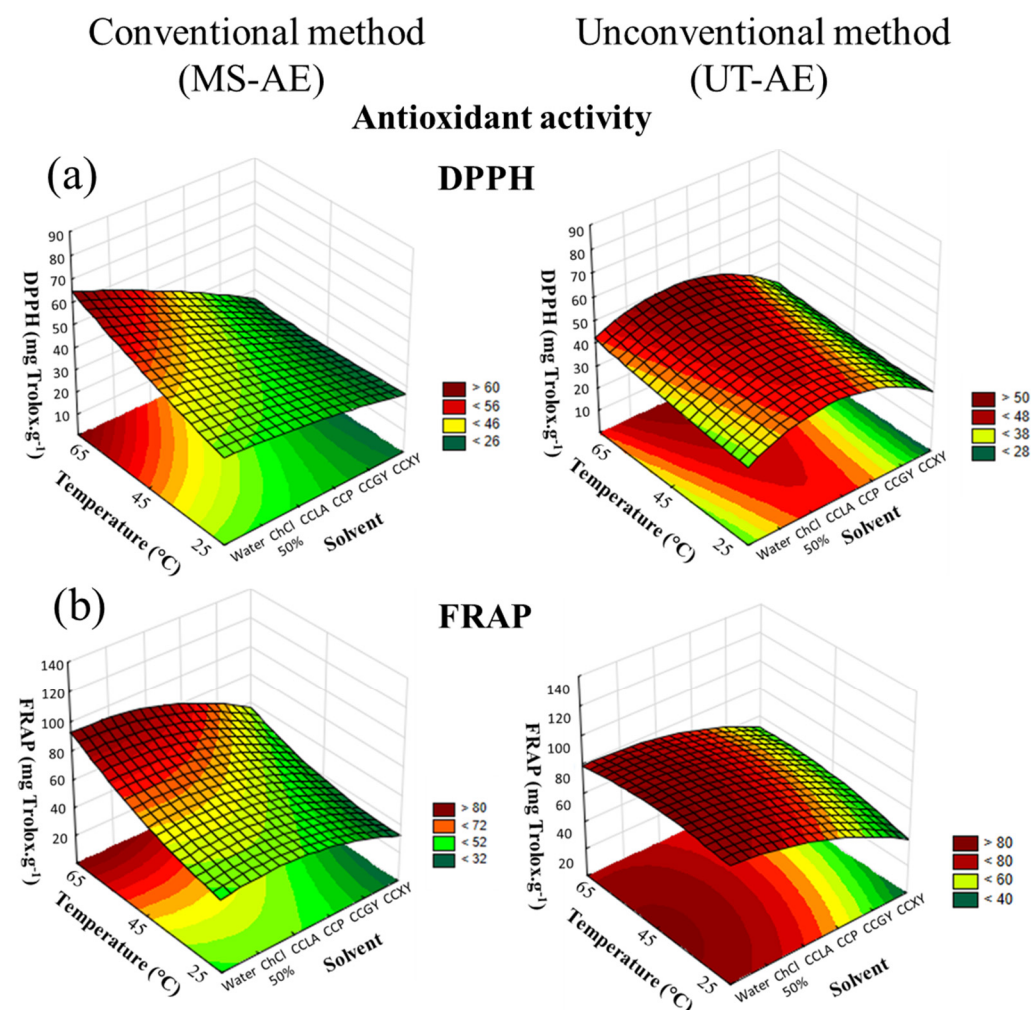 Conventional method
(MS-AE)
Unconventional method
(UT-AE)
Antioxidant activity
(a)
DPPH
90
80
70
60
50
40
30
20
10
DPPH (mg Trolox.g-1)
65
45
25
Temperature (°C)
Water
ChCl
50%
CCLA
CCP
CCGY
CCXY
Solvent
> 60
< 56
< 46
< 26
90
80
70
60
50
40
30
20
10
DPPH (mg Trolox.g-1)
65
45
25
Temperature (°C)
Water
ChCl
50%
CCLA
CCP
CCGY
CCXY
Solvent
> 50
< 48
< 38
< 28
(b)
FRAP
140
120
100
80
60
40
20
FRAP (mg Trolox.g-1)
65
45
25
Temperature (°C)
Water
ChCl
50%
CCLA
CCP
CCGY
CCXY
Solvent
> 80
< 72
< 52
< 32
140
120
100
80
60
40
20
FRAP (mg Trolox.g-1)
65
45
25
Temperature (°C)
Water
ChCl
50%
CCLA
CCP
CCGY
CCXY
Solvent
> 80
< 80
< 60
< 40